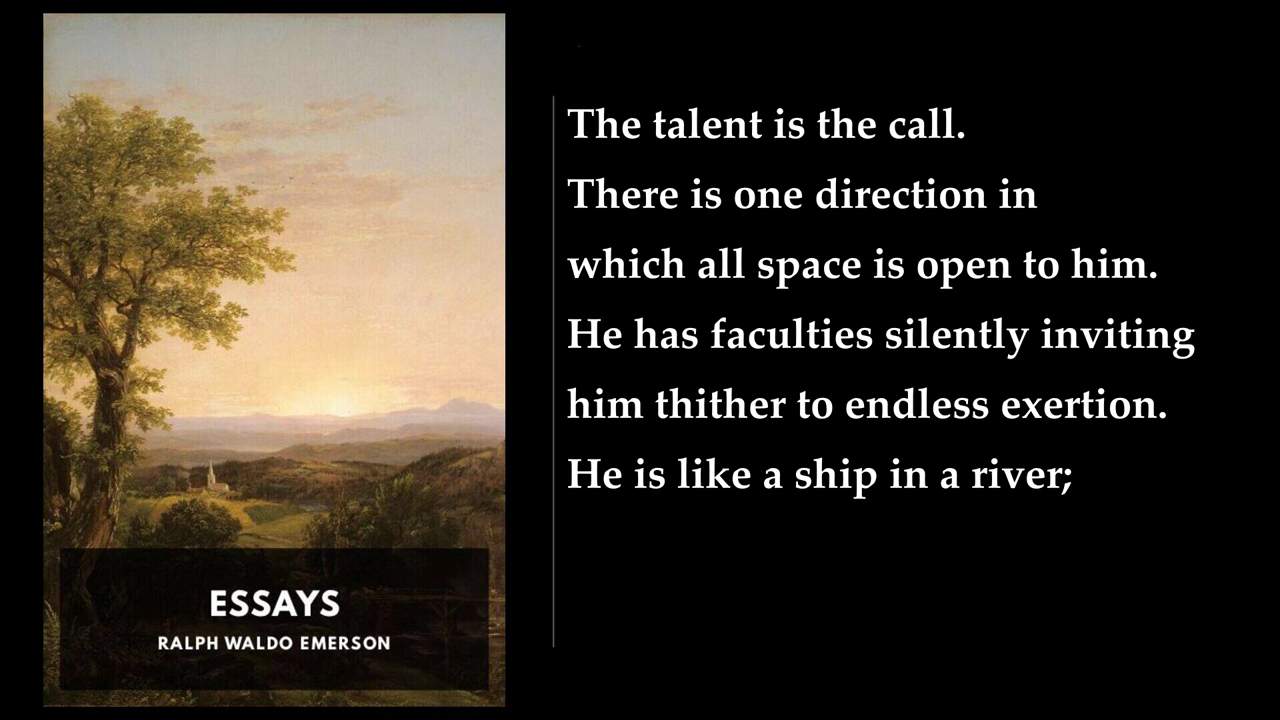 ESSAYS
RALPH WALDO EMERSON
The talent is the call.
There is one direction in
which all space is open to him.
He has faculties silently inviting
him thither to endless exertion.
He is like a ship in a river;